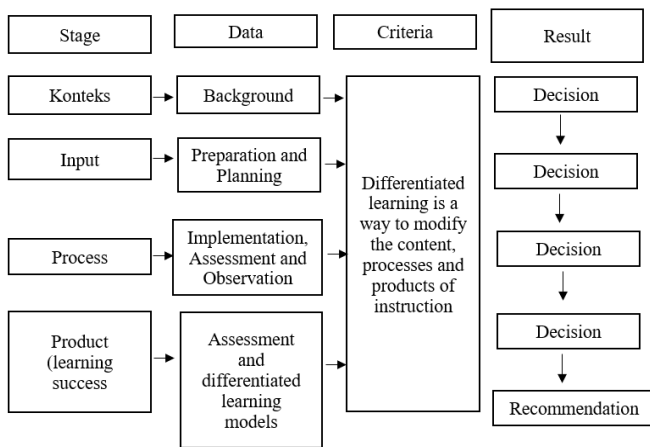 Stage
Data
Criteria
Result
Konteks
Background
Decision
Input
Preparation and
Planning
Decision
Differentiated
learning is a
way to modify
the content,
processes and
products of
instruction
Process
Implementation,
Assessment and
Observation
Decision
Product
(learning success
Assessment
and
differentiated
learning models
Decision
Recommendation